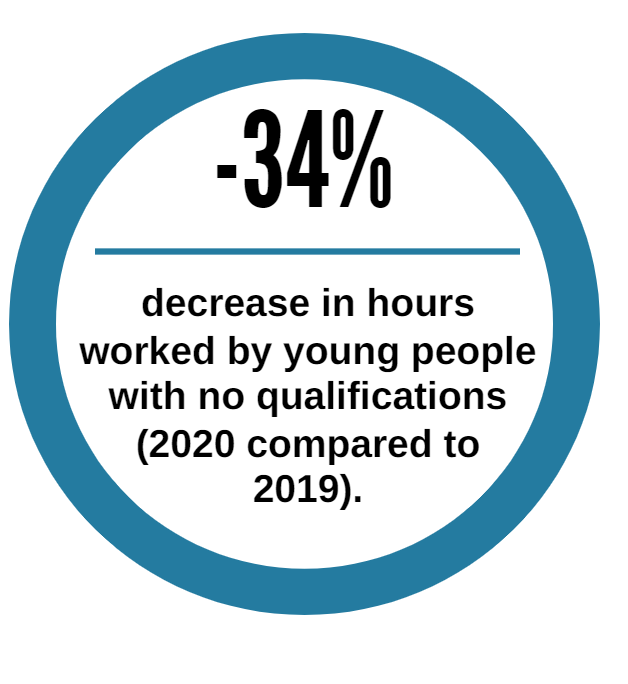 -34%
decrease in hours
worked by young people
with no qualifications
(2020 compared to
2019).